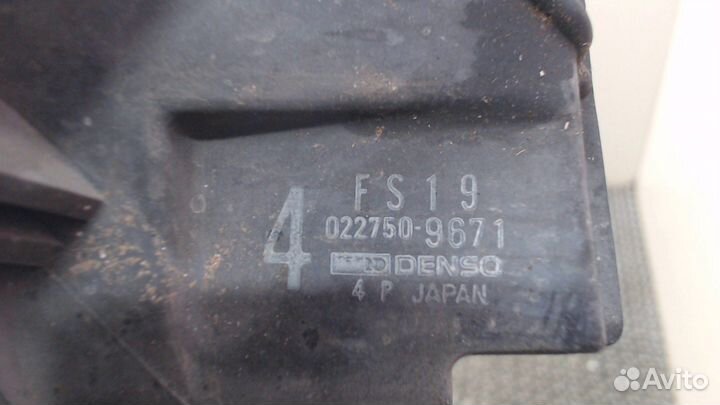 4
FS19
022750-9671
DENSO
4 P JAPAN
Avito